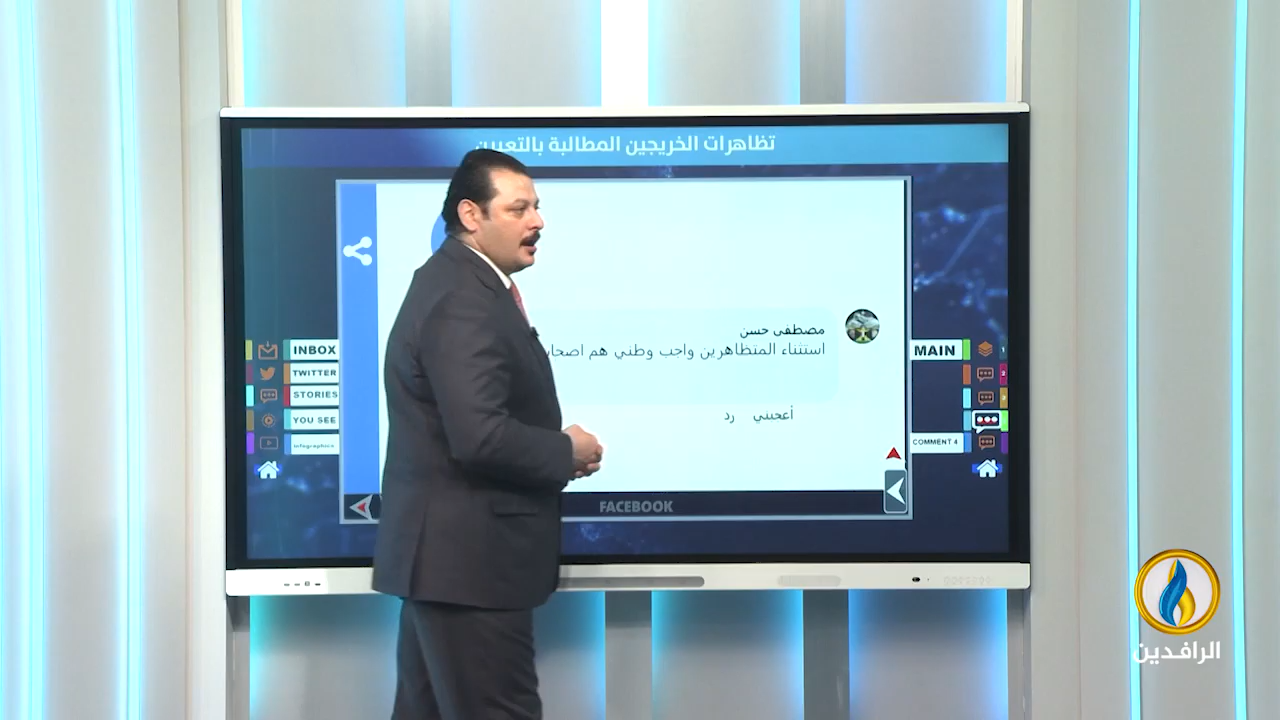 تظاهرات الخريجين المطالبة بالتعيين
مصطفى حسن
استثناء المتظاهرين واجب وطني هم
أعجبني رد
FACEBOOK
INBOX
TWITTER
STORIES
YOU SEE
infographics
MAIN
COMMENT 4
الرافدين